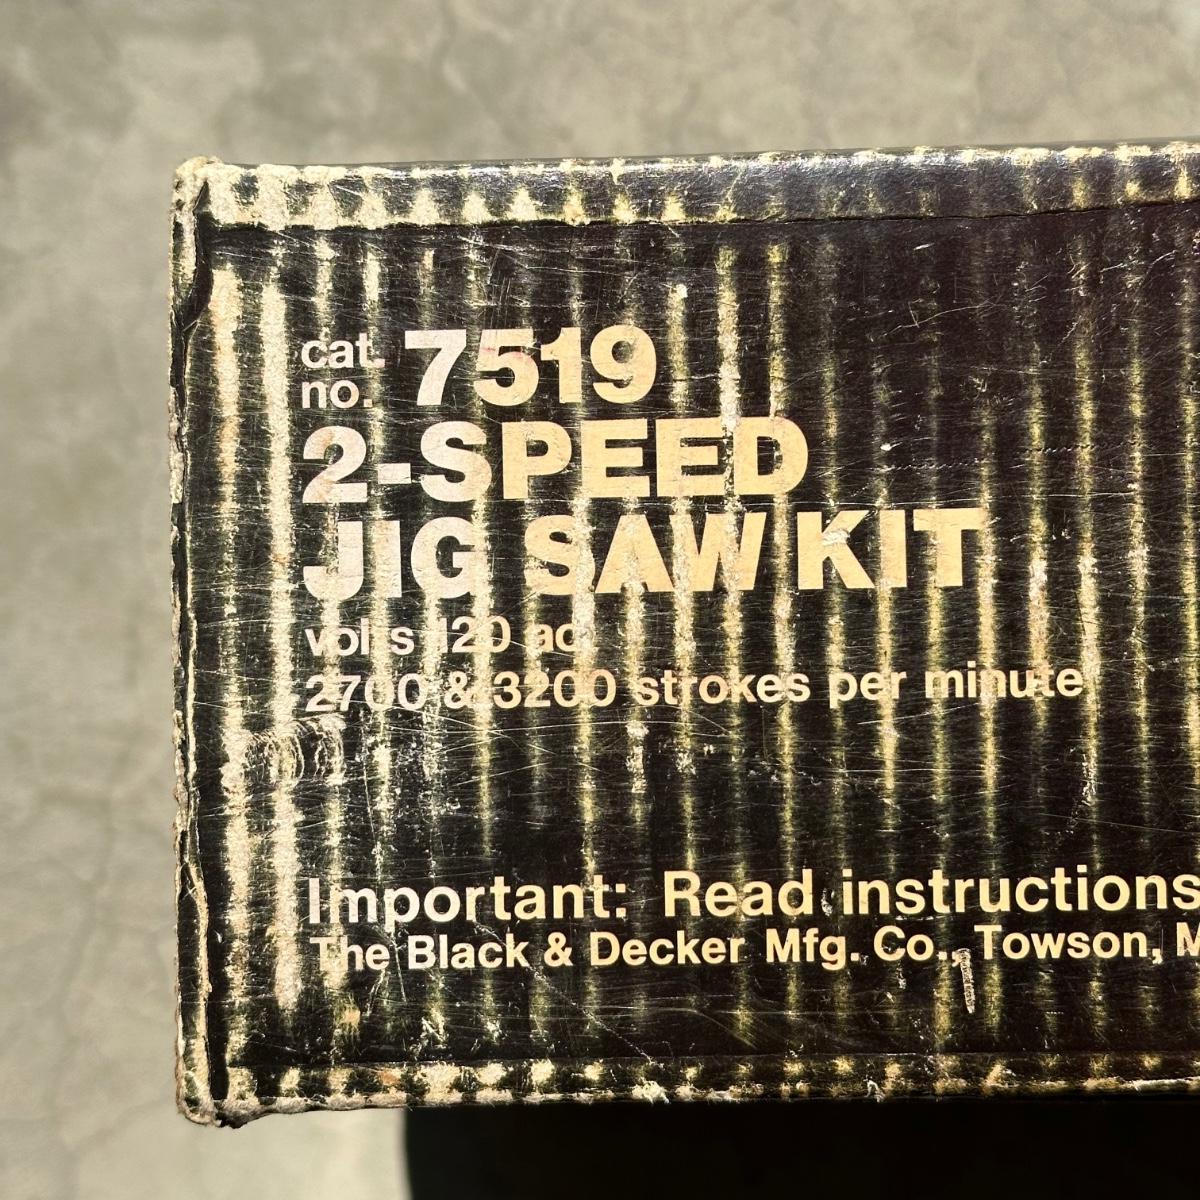 cat. no. 7519
2-SPEED
JIG SAW KIT
volts 120 ac
2700 & 3200 strokes per minute
Important: Read instructions
The Black & Decker Mfg. Co., Towson, M